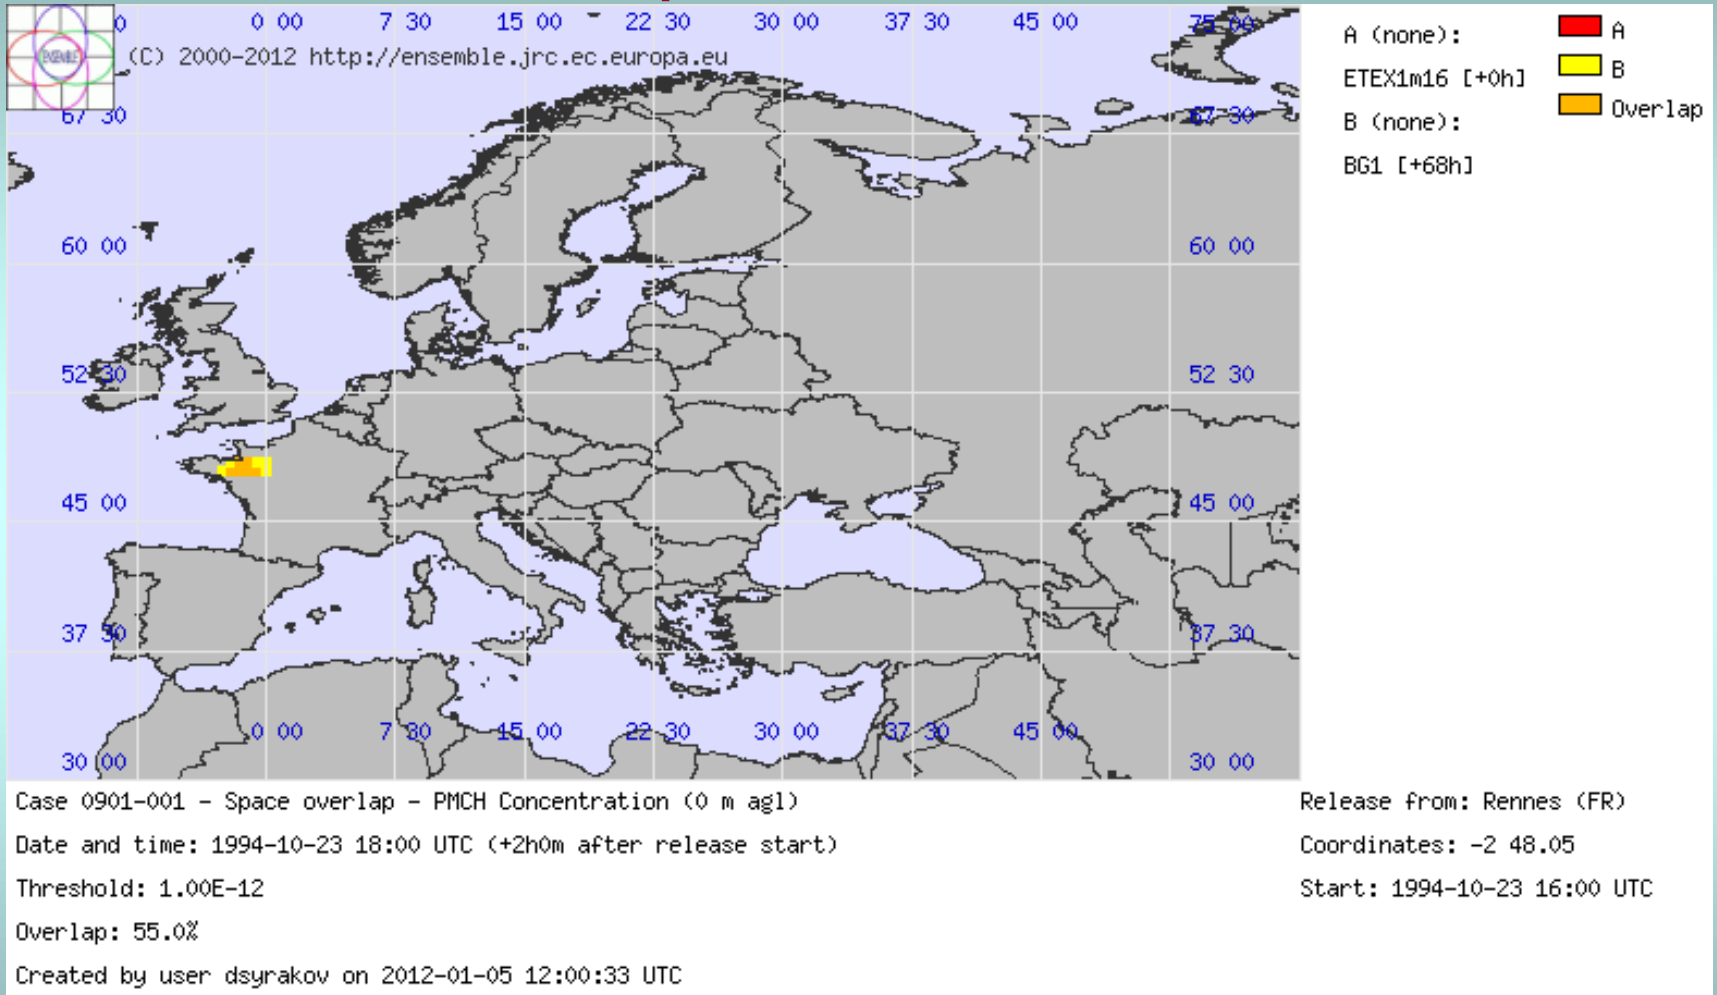 0 0 00 7 30 15 00 22 30 30 00 37 30 45 00 75 00
ENSEMBLE (C) 2000-2012 http://ensemble.jrc.ec.europa.eu
67 30 67 30
60 00 60 00
52 30 52 30
45 00 45 00
37 30 37 30
0 00 7 30 15 00 22 30 30 00 37 30 45 00
30 00 30 00
A (none):
ETEX1m16 [+0h]
B (none):
BG1 [+68h]
A
B
Overlap
Case 0901-001 - Space overlap - PMCH Concentration (0 m agl)
Date and time: 1994-10-23 18:00 UTC (+2h0m after release start)
Threshold: 1.00E-12
Overlap: 55.0%
Created by user dsyrakov on 2012-01-05 12:00:33 UTC
Release from: Rennes (FR)
Coordinates: -2 48.05
Start: 1994-10-23 16:00 UTC